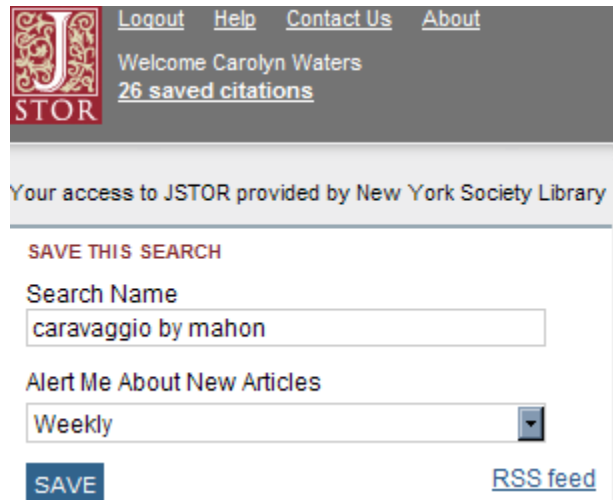 Logout Help Contact Us About
J
STOR
Welcome Carolyn Waters
26 saved citations
Your access to JSTOR provided by New York Society Library
SAVE THIS SEARCH
Search Name
caravaggio by mahon
Alert Me About New Articles
Weekly
SAVE RSS feed